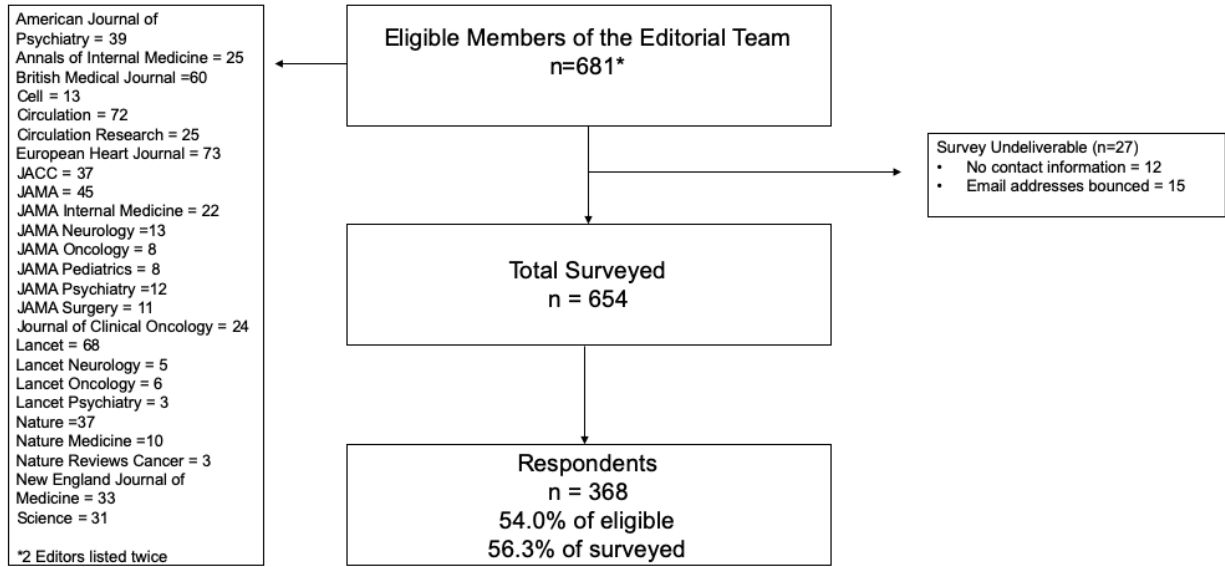 American Journal of
Psychiatry = 39
Annals of Internal Medicine = 25
British Medical Journal =60
Cell = 13
Circulation = 72
Circulation Research = 25
European Heart Journal = 73
JACC = 37
JAMA = 45
JAMA Internal Medicine = 22
JAMA Neurology =13
JAMA Oncology = 8
JAMA Pediatrics = 8
JAMA Psychiatry =12
JAMA Surgery = 11
Journal of Clinical Oncology = 24
Lancet = 68
Lancet Neurology = 5
Lancet Oncology = 6
Lancet Psychiatry = 3
Nature =37
Nature Medicine =10
Nature Reviews Cancer = 3
New England Journal of
Medicine = 33
Science = 31
*2 Editors listed twice
Eligible Members of the Editorial Team
n=681*
Survey Undeliverable (n=27)
• No contact information = 12
• Email addresses bounced = 15
Total Surveyed
n = 654
Respondents
n = 368
54.0% of eligible
56.3% of surveyed